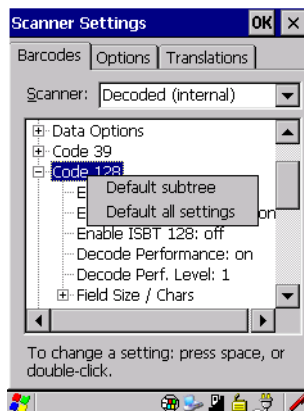 Scanner Settings OK ×
Barcodes Options Translations
Scanner: Decoded (internal)
Data Options
Code 39
Code 128
E
Default subtree
E on
Default all settings
Enable ISBT 128: off
Decode Performance: on
Decode Perf. Level: 1
Field Size / Chars
To change a setting: press space, or
double-click.